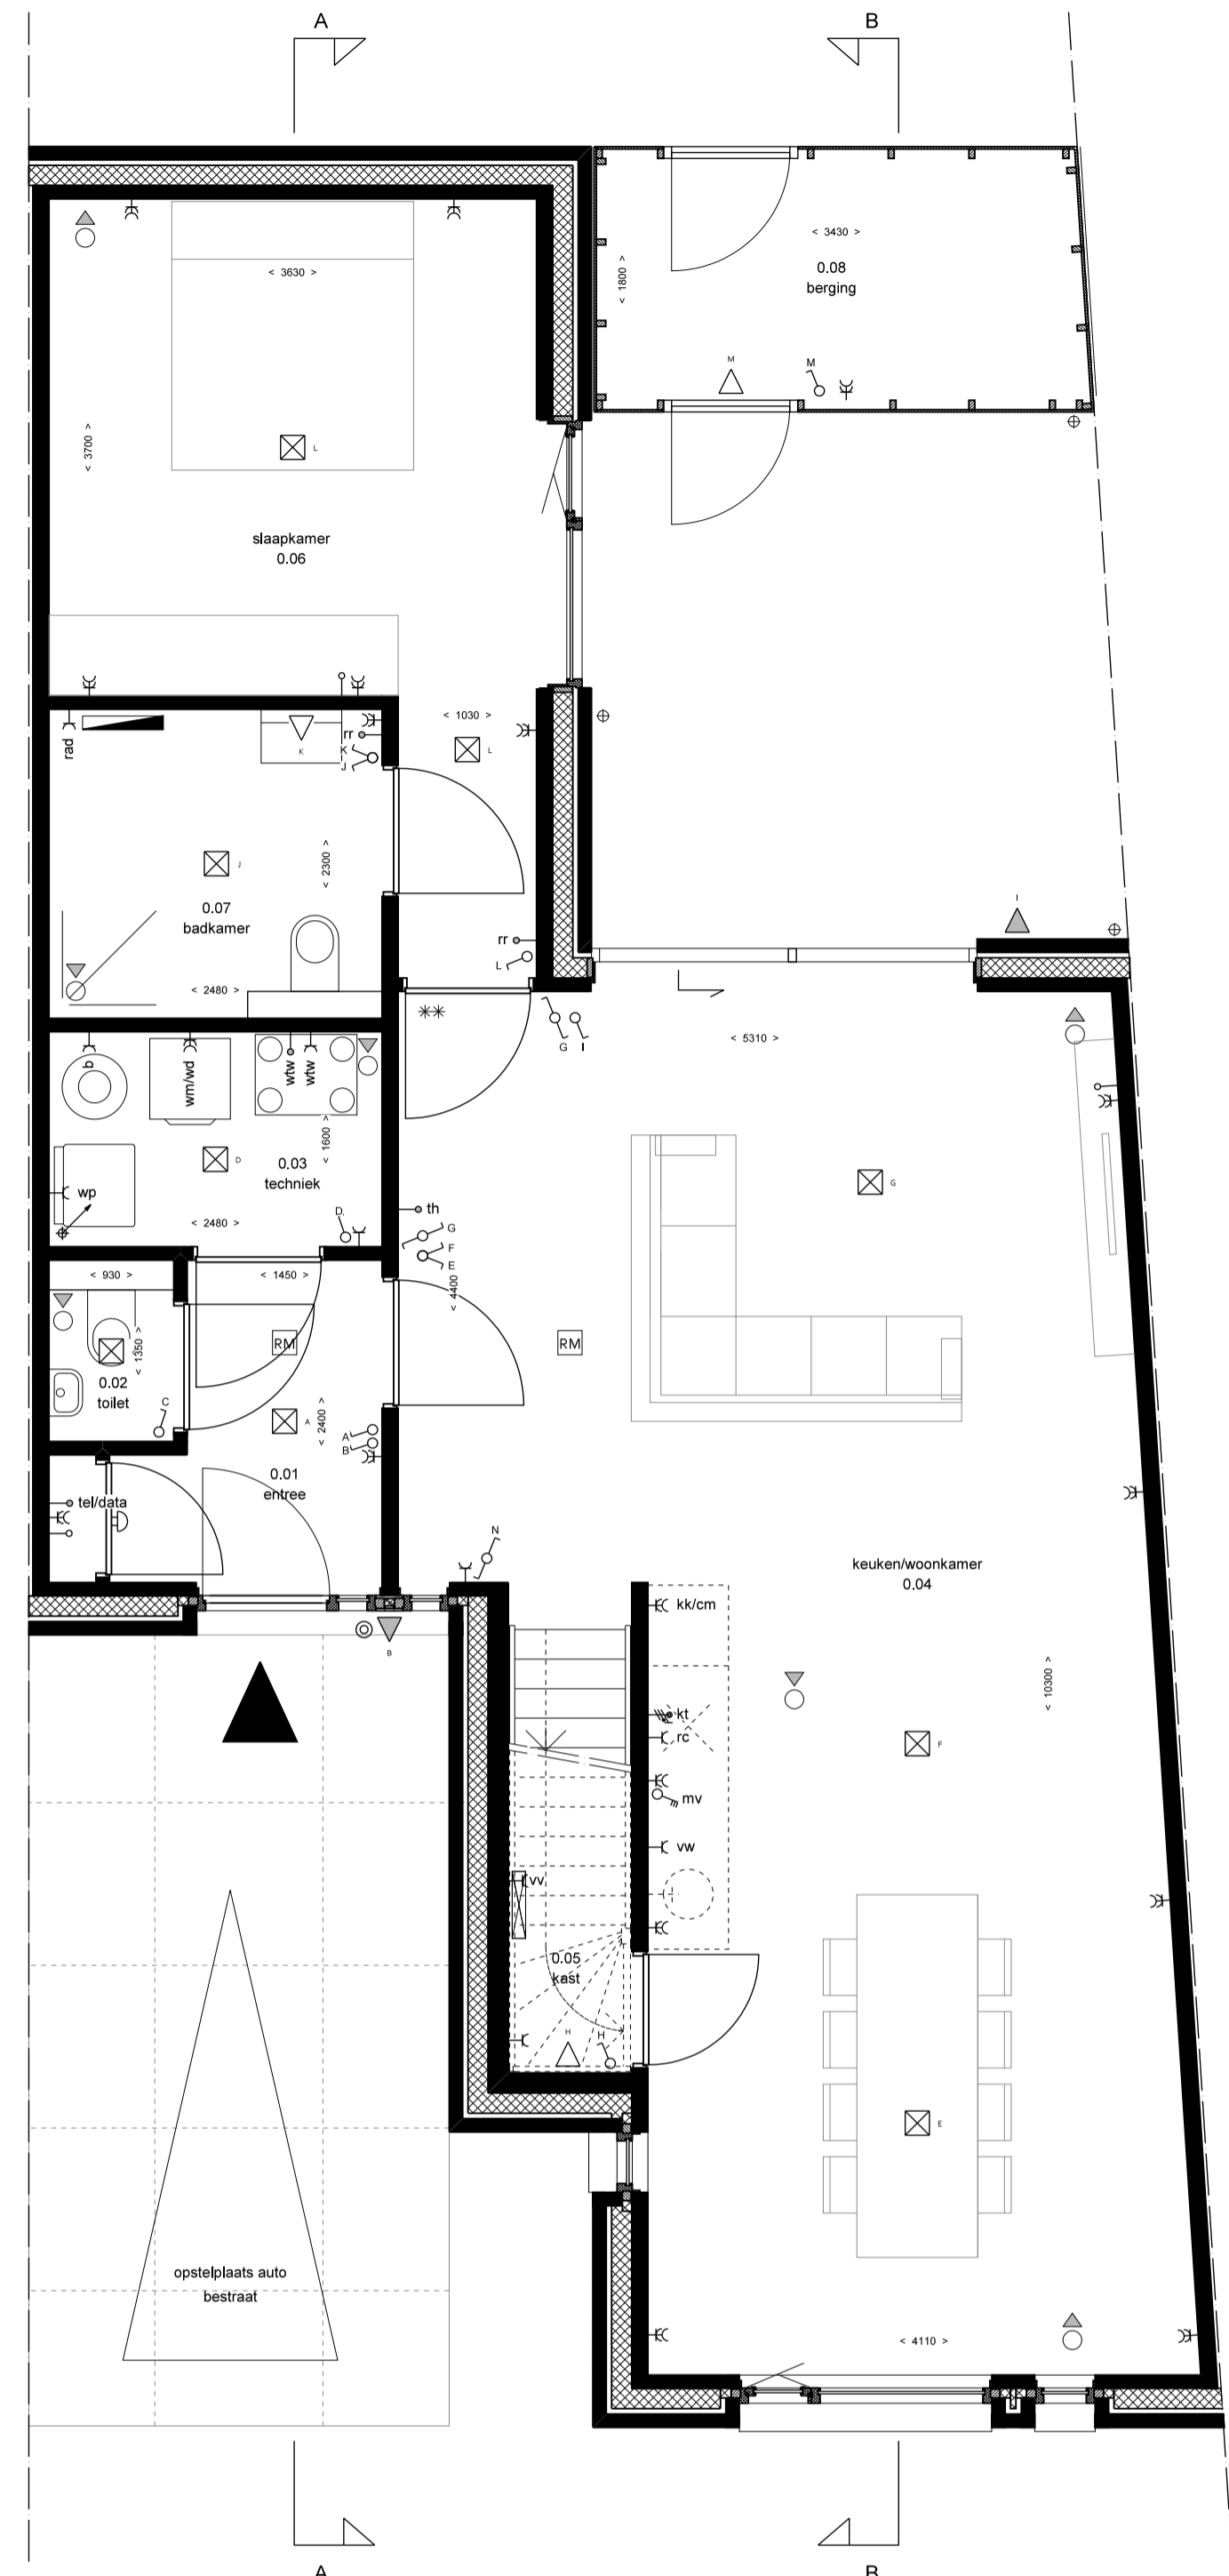 A
B
< 3430 >
0.08
berging
< 1800 >
M
M
< 3630 >
< 3700 >
L
slaapkamer
0.06
< 1030 >
L
rad
K
rr
K
J
J
< 2300 >
0.07
badkamer
< 2480 >
rr
L
I
G
I
< 5310 >
b
wm/wd
wtw
wtw
< 1600 >
D
0.03
techniek
wp
< 2480 >
D
G
th
G
F
E
< 4400 >
< 930 >
< 1450 >
RM
RM
< 1350 >
0.02
toilet
C
A
< 2400 >
A
B
0.01
entree
tel/data
N
keuken/woonkamer
0.04
kk/cm
B
< 10300 >
kt
rc
F
mv
vw
vv
0.05
kast
H
H
E
opstelplaats auto
bestraat
< 4110 >
A
B